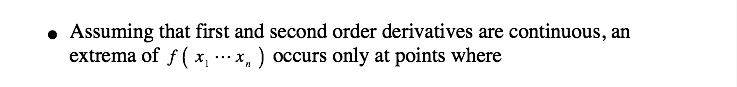 • Assuming that first and second order derivatives are continuous, an
extrema of f ( x₁ ⋯ xₙ ) occurs only at points where